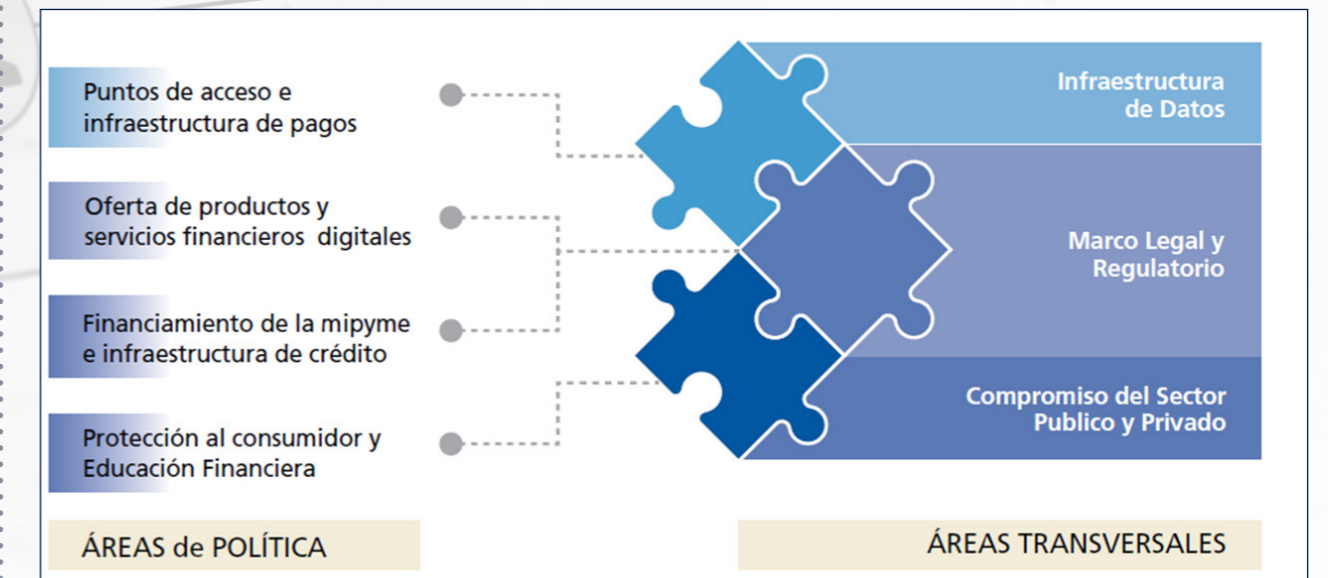 Puntos de acceso e
infraestructura de pagos
Oferta de productos y
servicios financieros digitales
Financiamiento de la mipyme
e infraestructura de crédito
Protección al consumidor y
Educación Financiera
ÁREAS de POLÍTICA
Infraestructura
de Datos
Marco Legal y
Regulatorio
Compromiso del Sector
Publico y Privado
ÁREAS TRANSVERSALES